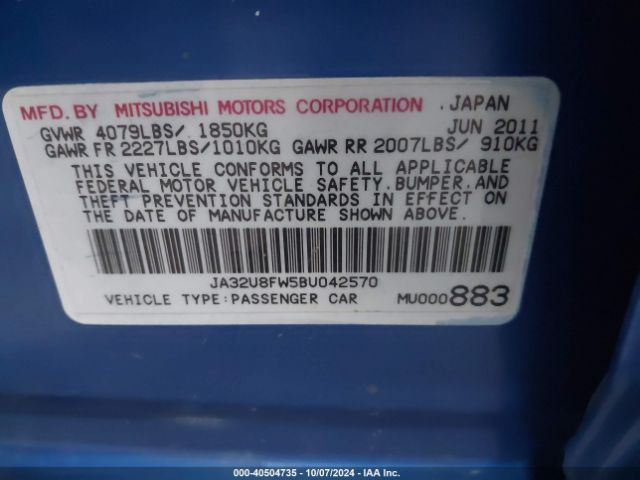 MFD. BY MITSUBISHI MOTORS CORPORATION . JAPAN
GVWR 4079LBS/ 1850KG JUN 2011
GAWR FR 2227LBS/1010KG GAWR RR 2007LBS/ 910KG
THIS VEHICLE CONFORMS TO ALL APPLICABLE
FEDERAL MOTOR VEHICLE SAFETY. BUMPER. AND
THEFT PREVENTION STANDARDS IN EFFECT ON
THE DATE OF MANUFACTURE SHOWN ABOVE.
JA32U8FW5BU042570
VEHICLE TYPE:PASSENGER CAR MU000883
000-40504735 - 10/07/2024 - IAA Inc.